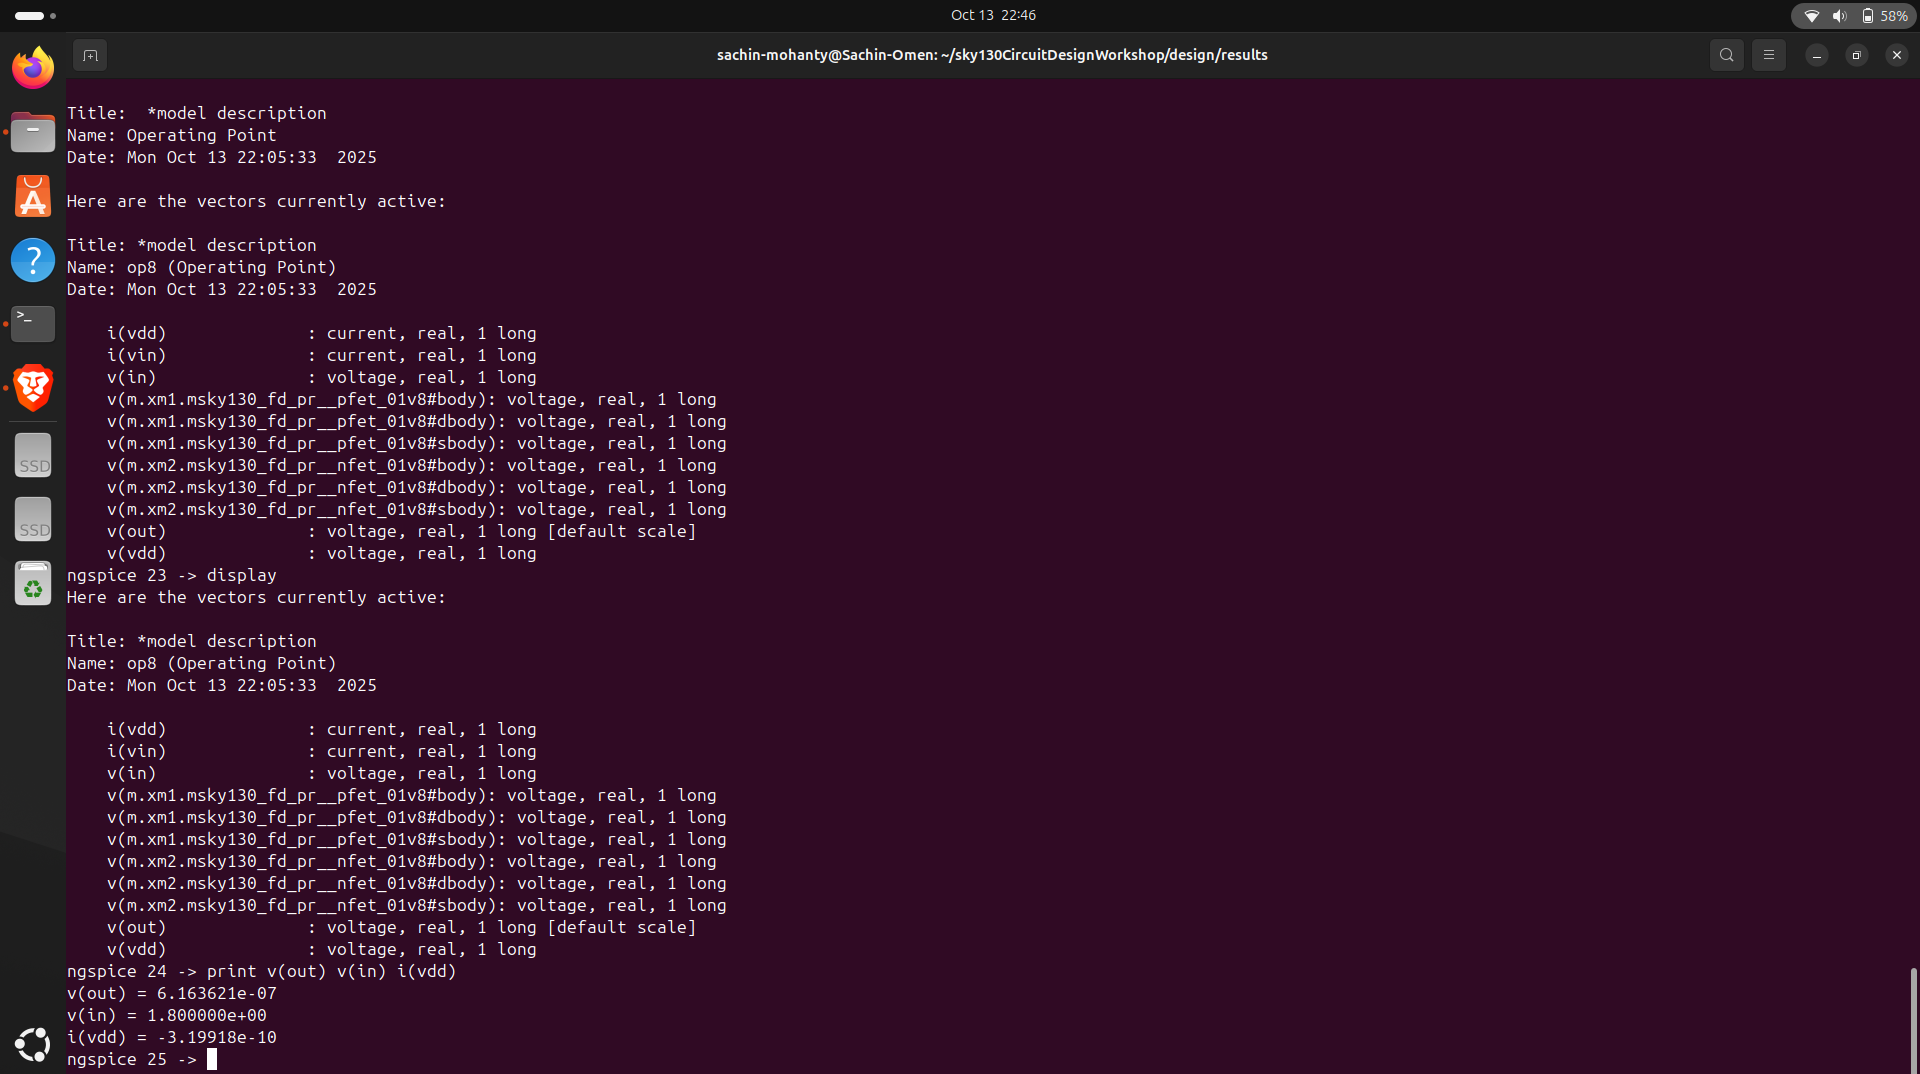 Oct 13 22:46
58%
sachin-mohanty@Sachin-Omen: ~/sky130CircuitDesignWorkshop/design/results
Title:  *model description
Name: Operating Point
Date: Mon Oct 13 22:05:33  2025
Here are the vectors currently active:
Title: *model description
Name: op8 (Operating Point)
Date: Mon Oct 13 22:05:33  2025
i(vdd)              : current, real, 1 long
i(vin)              : current, real, 1 long
v(in)               : voltage, real, 1 long
v(m.xm1.msky130_fd_pr__pfet_01v8#body): voltage, real, 1 long
v(m.xm1.msky130_fd_pr__pfet_01v8#dbody): voltage, real, 1 long
v(m.xm1.msky130_fd_pr__pfet_01v8#sbody): voltage, real, 1 long
v(m.xm2.msky130_fd_pr__nfet_01v8#body): voltage, real, 1 long
v(m.xm2.msky130_fd_pr__nfet_01v8#dbody): voltage, real, 1 long
v(m.xm2.msky130_fd_pr__nfet_01v8#sbody): voltage, real, 1 long
v(out)              : voltage, real, 1 long [default scale]
v(vdd)              : voltage, real, 1 long
ngspice 23 -> display
Here are the vectors currently active:
Title: *model description
Name: op8 (Operating Point)
Date: Mon Oct 13 22:05:33  2025
i(vdd)              : current, real, 1 long
i(vin)              : current, real, 1 long
v(in)               : voltage, real, 1 long
v(m.xm1.msky130_fd_pr__pfet_01v8#body): voltage, real, 1 long
v(m.xm1.msky130_fd_pr__pfet_01v8#dbody): voltage, real, 1 long
v(m.xm1.msky130_fd_pr__pfet_01v8#sbody): voltage, real, 1 long
v(m.xm2.msky130_fd_pr__nfet_01v8#body): voltage, real, 1 long
v(m.xm2.msky130_fd_pr__nfet_01v8#dbody): voltage, real, 1 long
v(m.xm2.msky130_fd_pr__nfet_01v8#sbody): voltage, real, 1 long
v(out)              : voltage, real, 1 long [default scale]
v(vdd)              : voltage, real, 1 long
ngspice 24 -> print v(out) v(in) i(vdd)
v(out) = 6.163621e-07
v(in) = 1.800000e+00
i(vdd) = -3.19918e-10
ngspice 25 ->
SSD
SSD